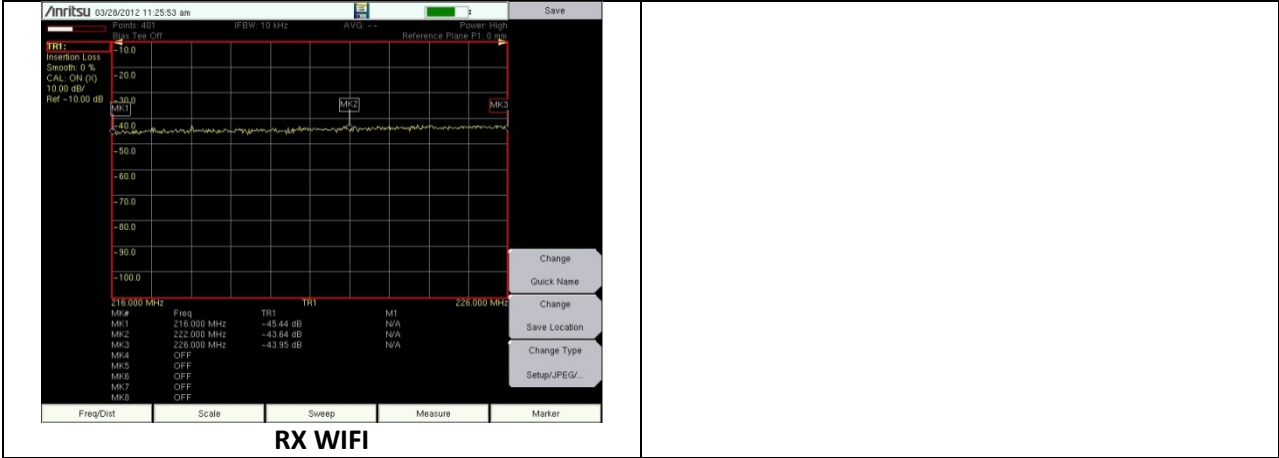 /Inritsu 03/28/2012 11:25:53 am
Save
Points: 401 IFBW: 10 kHz AVG: -- Power: High
Bias Tee Off Reference Plane P1: 0 mm
TR1:
Insertion Loss
Smooth: 0 %
CAL: ON (X)
10.00 dB/
Ref -10.00 dB
-10.0
-20.0
-30.0
MK1
MK2
MK3
-40.0
-50.0
-60.0
-70.0
-80.0
-90.0
-100.0
216.000 MHz TR1 226.000 MHz
MK# Freq TR1 M1
MK1 216.000 MHz -45.44 dB N/A
MK2 222.000 MHz -43.64 dB N/A
MK3 226.000 MHz -43.95 dB N/A
MK4 OFF
MK5 OFF
MK6 OFF
MK7 OFF
MK8 OFF
Change
Quick Name
Change
Save Location
Change Type
Setup/JPEG/...
Freq/Dist Scale Sweep Measure Marker
RX WIFI